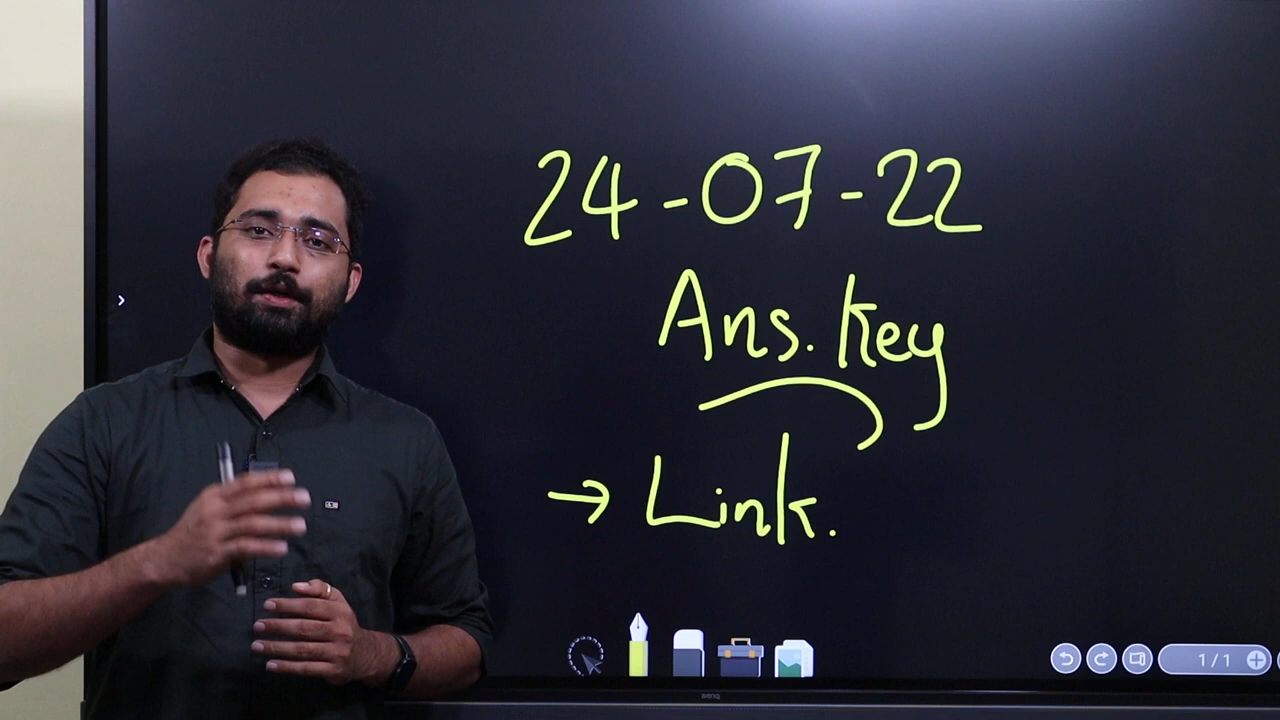 24-07-22
Ans. Key
→ Link.
1/1
BenQ